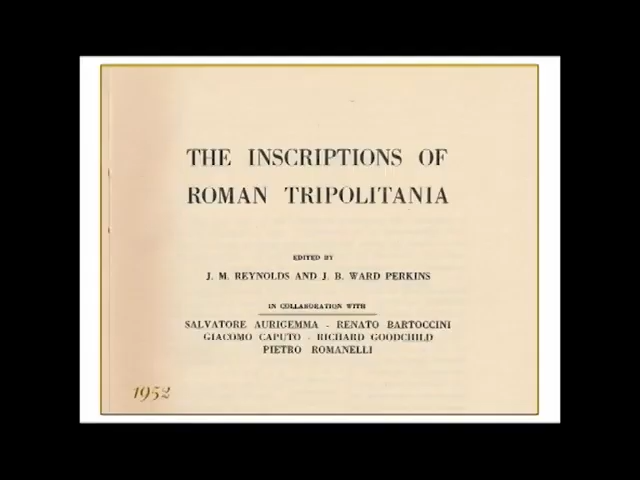 THE INSCRIPTIONS OF
ROMAN TRIPOLITANIA
EDITED BY
J. M. REYNOLDS AND J. B. WARD PERKINS
IN COLLABORATION WITH
SALVATORE AURIGEMMA - RENATO BARTOCCINI
GIACOMO CAPUTO - RICHARD GOODCHILD
PIETRO ROMANELLI
1952